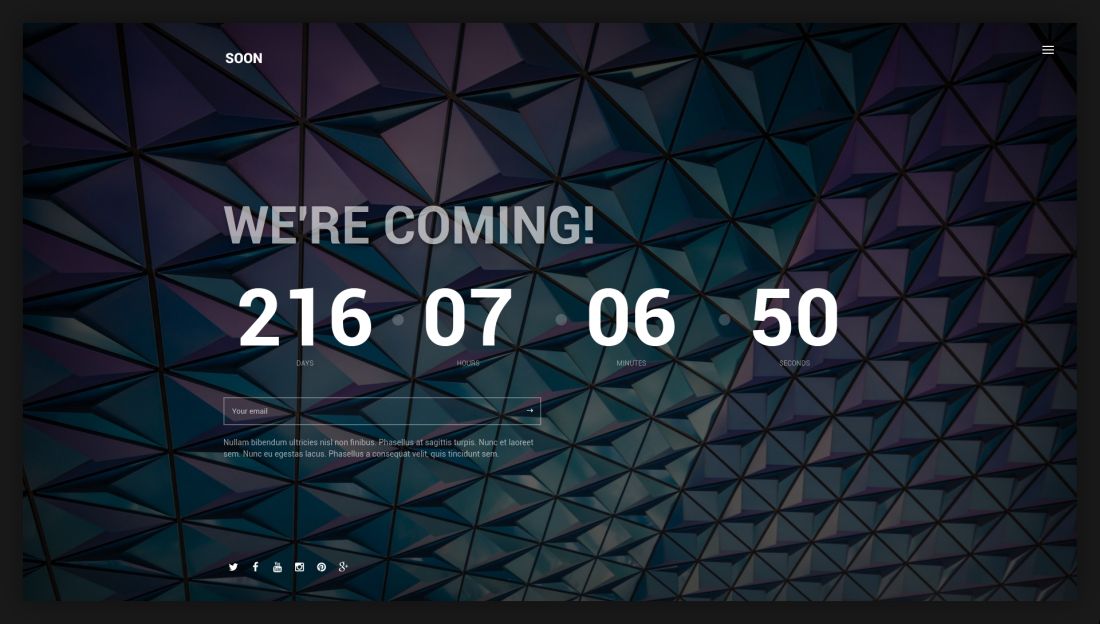 SOON
WE'RE COMING!
216 07 06 50
DAYS HOURS MINUTES SECONDS
Your email →
Nullam bibendum ultricies nisl non finibus. Phasellus at sagittis turpis. Nunc et laoreet
sem. Nunc eu egestas lacus. Phasellus a consequat velit, quis tincidunt sem.